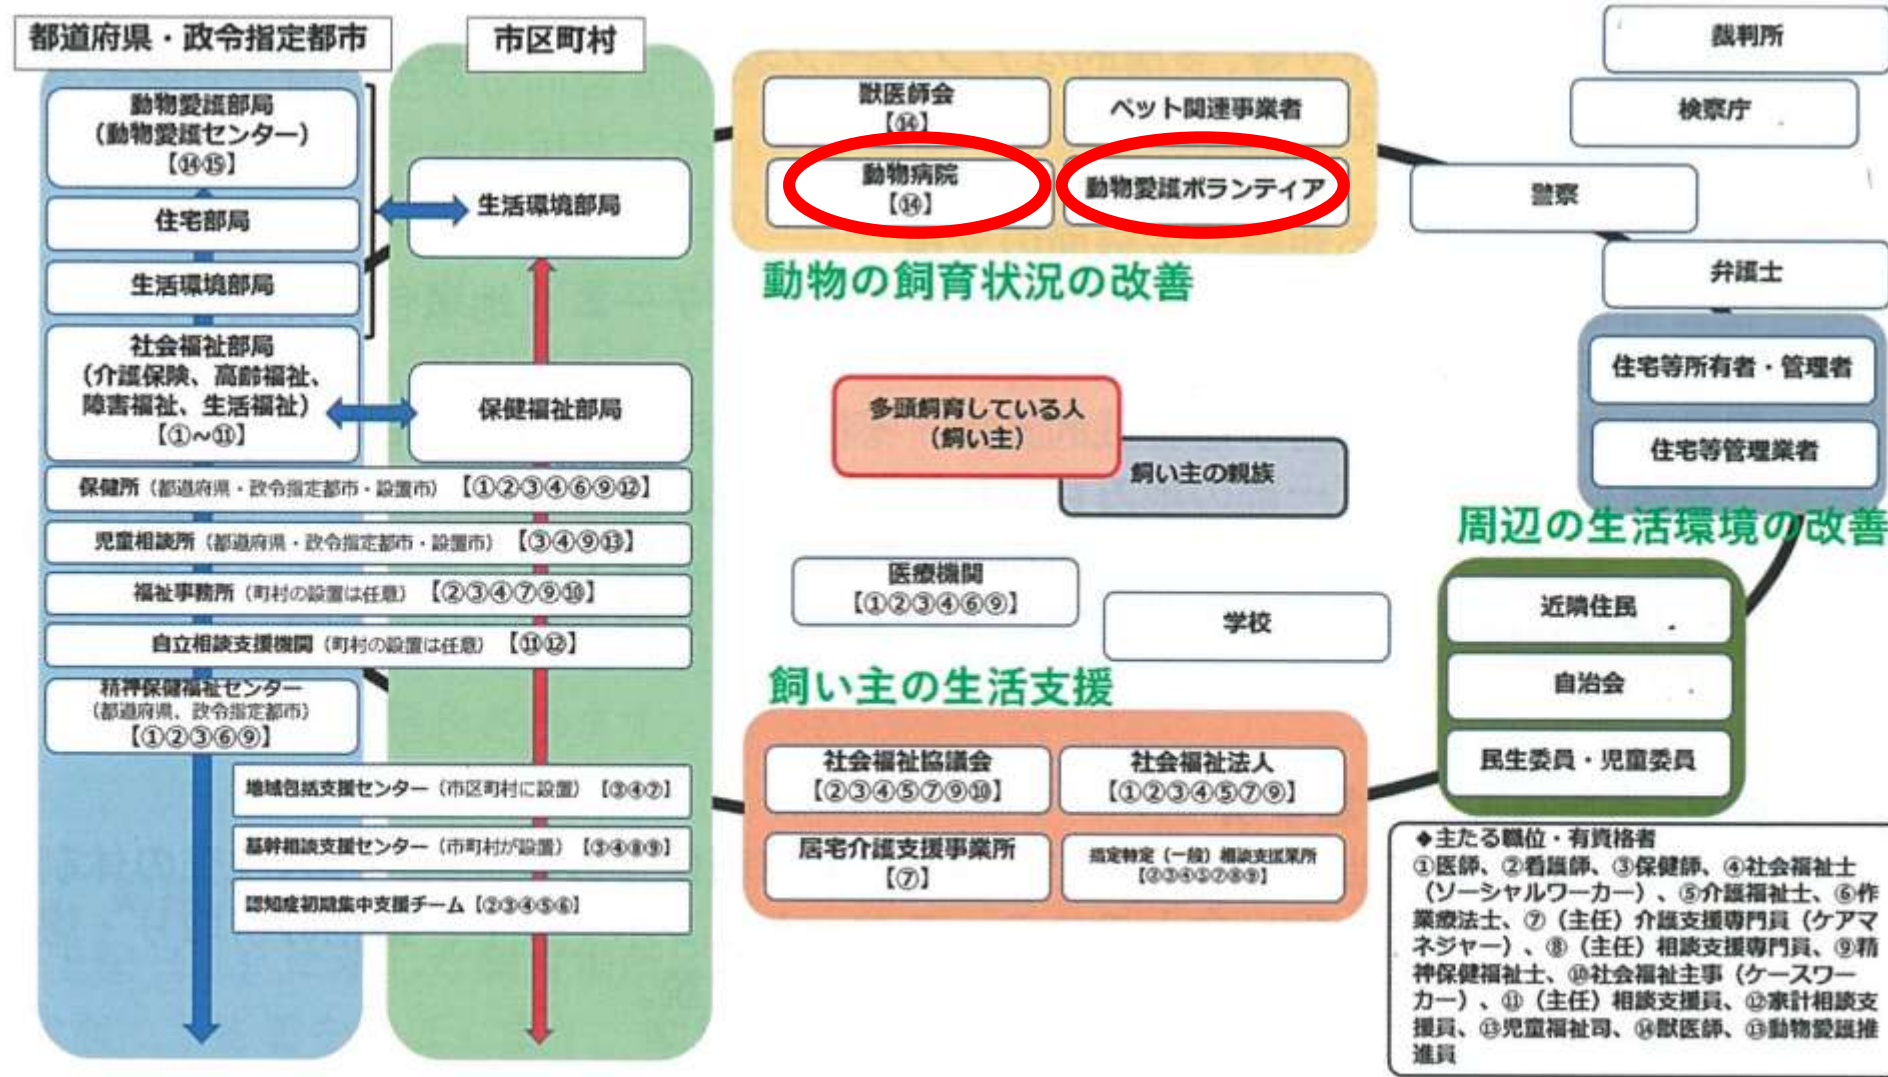 都道府県・政令指定都市
動物愛護部局
（動物愛護センター）
【⑭⑮】
住宅部局
生活環境部局
社会福祉部局
（介護保険、高齢福祉、
障害福祉、生活福祉）
【①~⑪】
市区町村
生活環境部局
保健福祉部局
保健所（都道府県・政令指定都市・設置市）【①②③④⑥⑨⑫】
児童相談所（都道府県・政令指定都市・設置市）【③④⑨⑬】
福祉事務所（町村の設置は任意）【②③④⑦⑨⑩】
自立相談支援機関（町村の設置は任意）【⑪⑫】
精神保健福祉センター
（都道府県、政令指定都市）
【①②③⑥⑨】
地域包括支援センター（市区町村に設置）【③④⑦】
基幹相談支援センター（市町村が設置）【③④⑧⑨】
認知症初期集中支援チーム【②③④⑤⑥】
獣医師会
【⑭】
ペット関連事業者
動物病院
【⑭】
動物愛護ボランティア
動物の飼育状況の改善
多頭飼育している人
（飼い主）
飼い主の親族
医療機関
【①②③④⑥⑨】
学校
飼い主の生活支援
社会福祉協議会
【②③④⑤⑦⑨⑩】
社会福祉法人
【①②③④⑤⑦⑨】
居宅介護支援事業所
【⑦】
指定特定（一般）相談支援業所
【②③④⑤⑦⑧⑨】
裁判所
検察庁
警察
弁護士
住宅等所有者・管理者
住宅等管理業者
周辺の生活環境の改善
近隣住民
自治会
民生委員・児童委員
◆主たる職位・有資格者
①医師、②看護師、③保健師、④社会福祉士
（ソーシャルワーカー）、⑤介護福祉士、⑥作
業療法士、⑦（主任）介護支援専門員（ケアマ
ネジャー）、⑧（主任）相談支援専門員、⑨精
神保健福祉士、⑩社会福祉主事（ケースワー
カー）、⑪（主任）相談支援員、⑫家計相談支
援員、⑬児童福祉司、⑭獣医師、⑮動物愛護推
進員